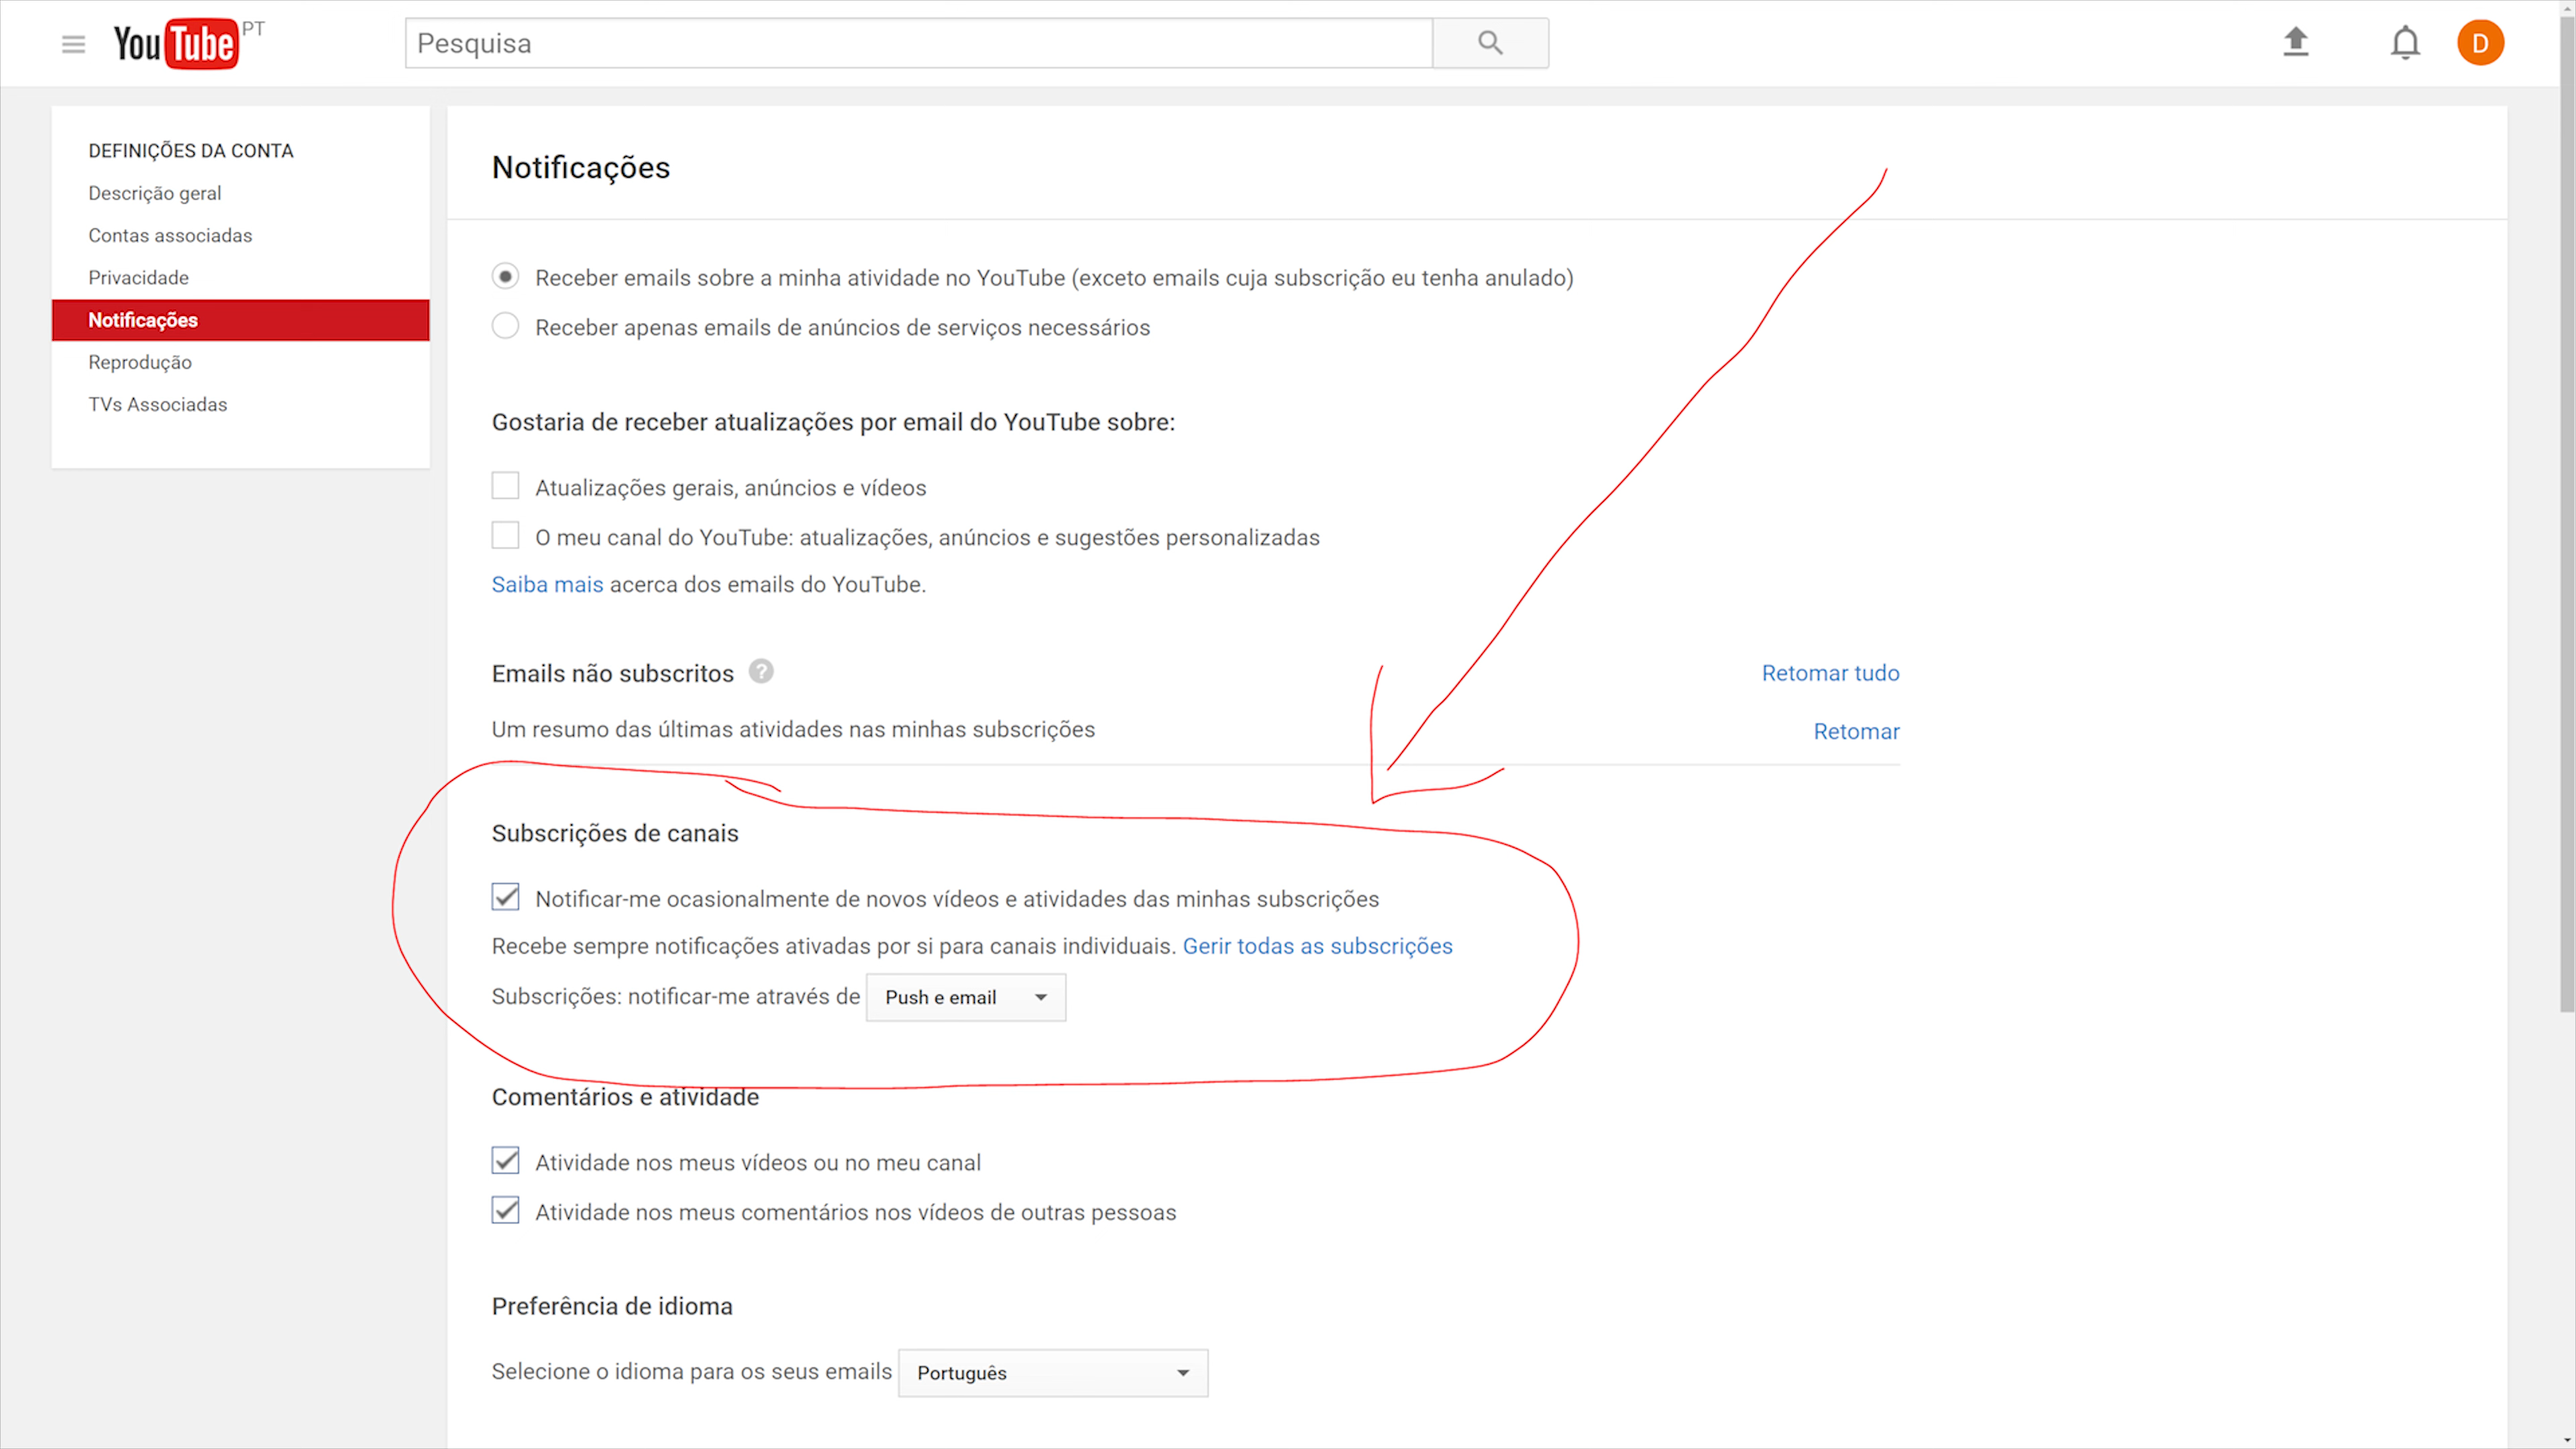 YouTube PT
Pesquisa
D
DEFINIÇÕES DA CONTA
Descrição geral
Contas associadas
Privacidade
Notificações
Reprodução
TVs Associadas
Notificações
Receber emails sobre a minha atividade no YouTube (exceto emails cuja subscrição eu tenha anulado)
Receber apenas emails de anúncios de serviços necessários
Gostaria de receber atualizações por email do YouTube sobre:
Atualizações gerais, anúncios e vídeos
O meu canal do YouTube: atualizações, anúncios e sugestões personalizadas
Saiba mais acerca dos emails do YouTube.
Emails não subscritos ?
Retomar tudo
Um resumo das últimas atividades nas minhas subscrições
Retomar
Subscrições de canais
Notificar-me ocasionalmente de novos vídeos e atividades das minhas subscrições
Recebe sempre notificações ativadas por si para canais individuais. Gerir todas as subscrições
Subscrições: notificar-me através de Push e email
Comentários e atividade
Atividade nos meus vídeos ou no meu canal
Atividade nos meus comentários nos vídeos de outras pessoas
Preferência de idioma
Selecione o idioma para os seus emails Português